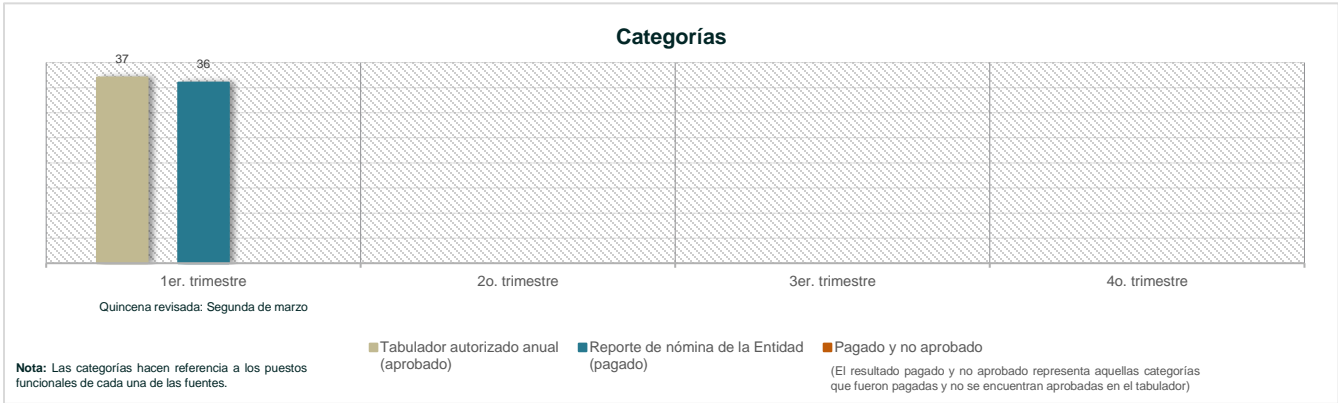 Categorías
37
36
1er. trimestre
2o. trimestre
3er. trimestre
4o. trimestre
Quincena revisada: Segunda de marzo
Tabulador autorizado anual
(aprobado)
Reporte de nómina de la Entidad
(pagado)
Pagado y no aprobado
(El resultado pagado y no aprobado representa aquellas categorías
que fueron pagadas y no se encuentran aprobadas en el tabulador)
Nota: Las categorías hacen referencia a los puestos
funcionales de cada una de las fuentes.